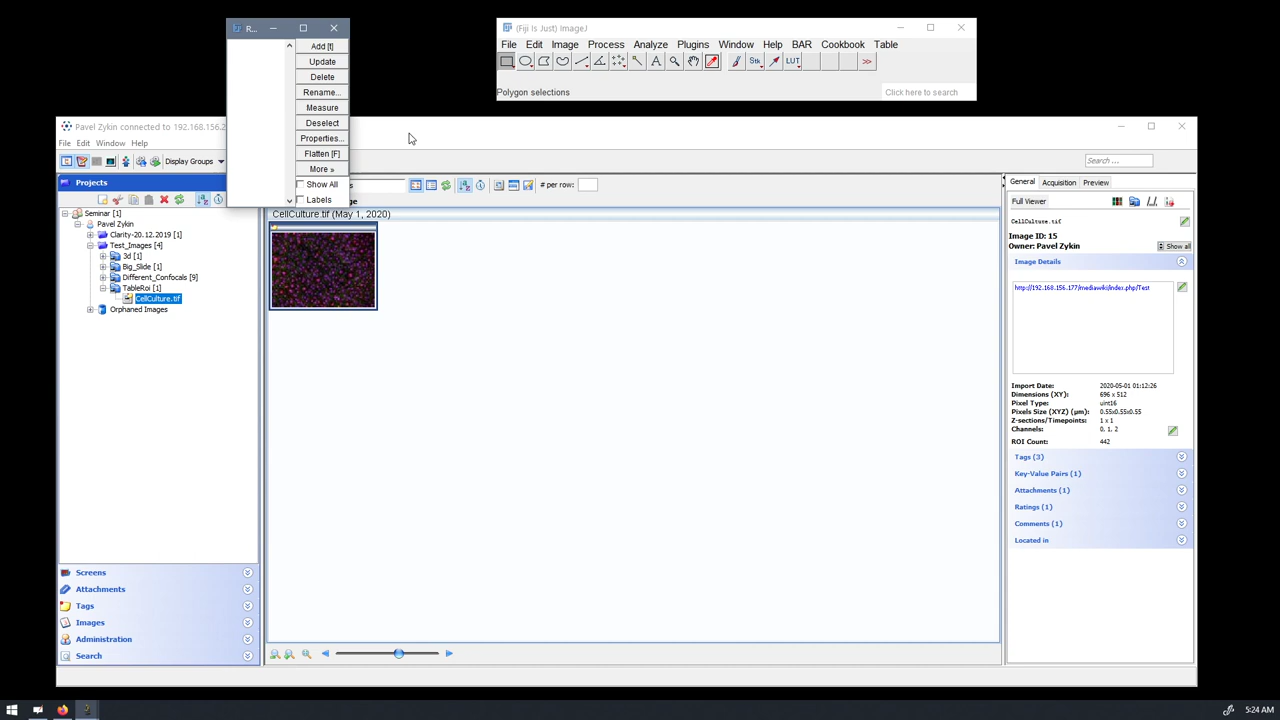 R...
Add [t]
Update
Delete
Rename...
Measure
Deselect
Properties...
Flatten [F]
More »
Show All
Labels
(Fiji Is Just) ImageJ
File Edit Image Process Analyze Plugins Window Help BAR Cookbook Table
A Stk LUT >>
Polygon selections
Click here to search
Pavel Zykin connected to 192.168.156.2
File Edit Window Help
Display Groups
Search ...
Projects
# per row:
CellCulture.tif (May 1, 2020)
Seminar [1]
Pavel Zykin
Clarity-20.12.2019 [1]
Test_Images [4]
3d [1]
Big_Slide [1]
Different_Confocals [9]
TableRoi [1]
CellCulture.tif
Orphaned Images
Screens
Attachments
Tags
Images
Administration
Search
General Acquisition Preview
Full Viewer
CellCulture.tif
Image ID: 15
Owner: Pavel Zykin
Show all
Image Details
http://192.168.156.177/mediawiki/index.php/Test
Import Date: 2020-05-01 01:12:26
Dimensions (XY): 696 x 512
Pixel Type: uint16
Pixels Size (XYZ) (µm): 0.55x0.55x0.55
Z-sections/Timepoints: 1 x 1
Channels: 0, 1, 2
ROI Count: 442
Tags (3)
Key-Value Pairs (1)
Attachments (1)
Ratings (1)
Comments (1)
Located in
5:24 AM